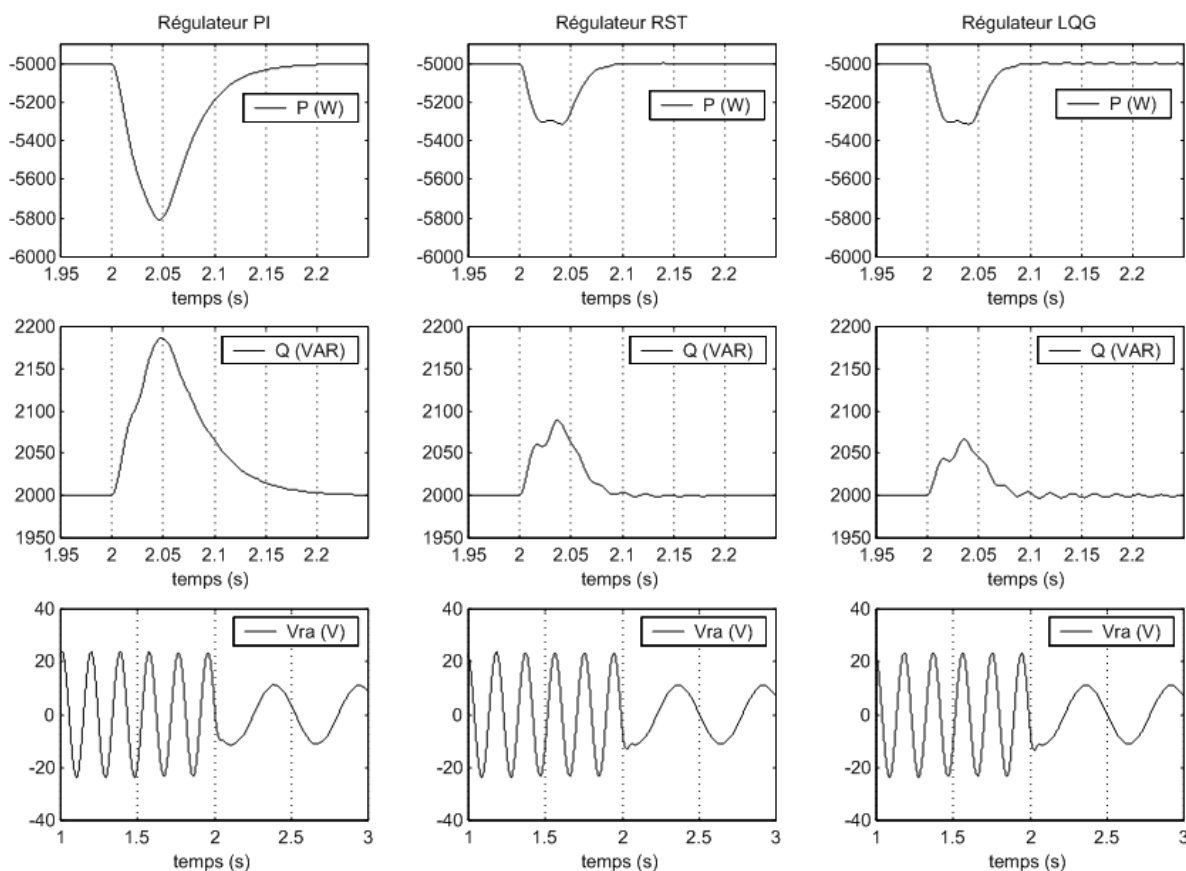 Régulateur PI
Régulateur RST
Régulateur LQG
-5000
-5200
-5400
-5600
-5800
-6000
P (W)
1.95 2 2.05 2.1 2.15 2.2
temps (s)
-5000
-5200
-5400
-5600
-5800
-6000
P (W)
1.95 2 2.05 2.1 2.15 2.2
temps (s)
-5000
-5200
-5400
-5600
-5800
-6000
P (W)
1.95 2 2.05 2.1 2.15 2.2
temps (s)
2200
2150
2100
2050
2000
1950
Q (VAR)
1.95 2 2.05 2.1 2.15 2.2
temps (s)
2200
2150
2100
2050
2000
1950
Q (VAR)
1.95 2 2.05 2.1 2.15 2.2
temps (s)
2200
2150
2100
2050
2000
1950
Q (VAR)
1.95 2 2.05 2.1 2.15 2.2
temps (s)
40
20
0
-20
-40
Vra (V)
1 1.5 2 2.5 3
temps (s)
40
20
0
-20
-40
Vra (V)
1 1.5 2 2.5 3
temps (s)
40
20
0
-20
-40
Vra (V)
1 1.5 2 2.5 3
temps (s)